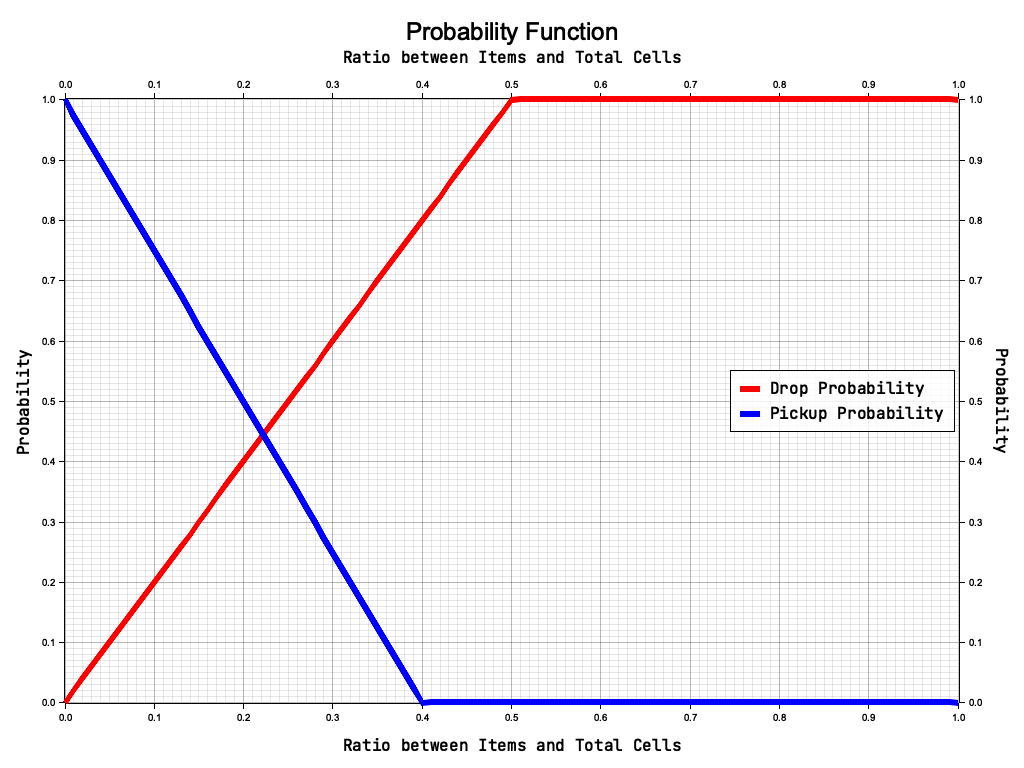 Probability Function
Ratio between Items and Total Cells
0.0 0.1 0.2 0.3 0.4 0.5 0.6 0.7 0.8 0.9 1.0
1.0 1.0
0.9 0.9
0.8 0.8
0.7 0.7
0.6 0.6
Probability Probability
Drop Probability
0.5 0.5
Pickup Probability
0.4 0.4
0.3 0.3
0.2 0.2
0.1 0.1
0.0 0.0
0.0 0.1 0.2 0.3 0.4 0.5 0.6 0.7 0.8 0.9 1.0
Ratio between Items and Total Cells